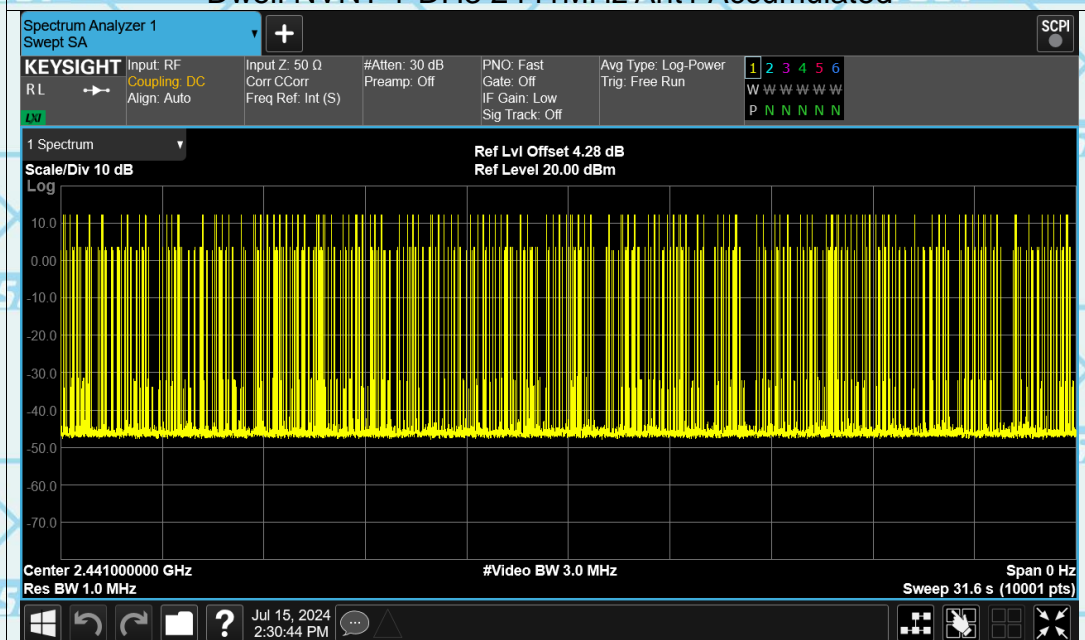 Spectrum Analyzer 1
Swept SA
SCPI
KEYSIGHT
R L
LXI
Input: RF
Coupling: DC
Align: Auto
Input Z: 50 Ω
Corr CCorr
Freq Ref: Int (S)
#Atten: 30 dB
Preamp: Off
PNO: Fast
Gate: Off
IF Gain: Low
Sig Track: Off
Avg Type: Log-Power
Trig: Free Run
1 2 3 4 5 6
W W W W W W
P N N N N N
1 Spectrum
Scale/Div 10 dB
Ref Lvl Offset 4.28 dB
Ref Level 20.00 dBm
Log
10.0
0.00
-10.0
-20.0
-30.0
-40.0
-50.0
-60.0
-70.0
Center 2.441000000 GHz
#Video BW 3.0 MHz
Span 0 Hz
Res BW 1.0 MHz
Sweep 31.6 s (10001 pts)
?
Jul 15, 2024
2:30:44 PM